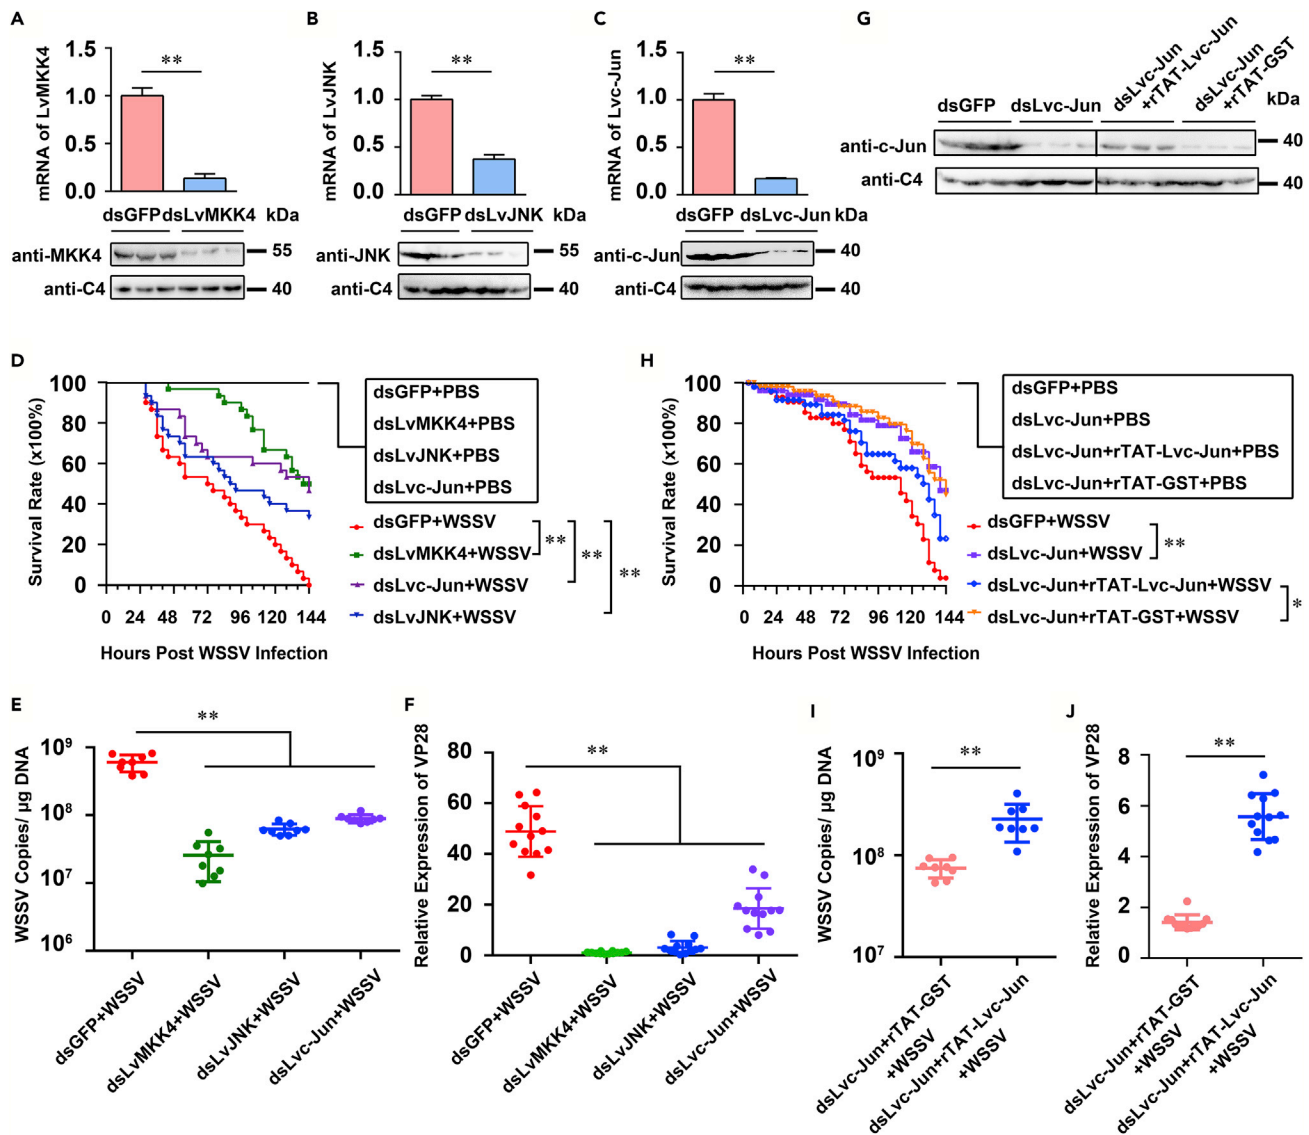 A
mRNA of LvMKK4
1.5
1.0
0.5
0.0
**
dsGFP dsLvMKK4 kDa
anti-MKK4 55
anti-C4 40
B
mRNA of LvJNK
1.5
1.0
0.5
0.0
**
dsGFP dsLvJNK kDa
anti-JNK 55
anti-C4 40
C
mRNA of Lvc-Jun
1.5
1.0
0.5
0.0
**
dsGFP dsLvc-Jun kDa
anti-c-Jun 40
anti-C4 40
G
dsGFP dsLvc-Jun
dsLvc-Jun
+rTAT-Lvc-Jun
dsLvc-Jun
+rTAT-GST
kDa
anti-c-Jun 40
anti-C4 40
D
Survival Rate (x100%)
100
80
60
40
20
0
0 24 48 72 96 120 144
Hours Post WSSV Infection
dsGFP+PBS
dsLvMKK4+PBS
dsLvJNK+PBS
dsLvc-Jun+PBS
dsGFP+WSSV
dsLvMKK4+WSSV
dsLvc-Jun+WSSV
dsLvJNK+WSSV
**
**
**
H
Survival Rate (x100%)
100
80
60
40
20
0
0 24 48 72 96 120 144
Hours Post WSSV Infection
dsGFP+PBS
dsLvc-Jun+PBS
dsLvc-Jun+rTAT-Lvc-Jun+PBS
dsLvc-Jun+rTAT-GST+PBS
dsGFP+WSSV
dsLvc-Jun+WSSV
dsLvc-Jun+rTAT-Lvc-Jun+WSSV
dsLvc-Jun+rTAT-GST+WSSV
**
*
E
WSSV Copies/ µg DNA
10⁹
10⁸
10⁷
10⁶
**
dsGFP+WSSV
dsLvMKK4+WSSV
dsLvJNK+WSSV
dsLvc-Jun+WSSV
F
Relative Expression of VP28
80
60
40
20
0
**
dsGFP+WSSV
dsLvMKK4+WSSV
dsLvJNK+WSSV
dsLvc-Jun+WSSV
I
WSSV Copies/ µg DNA
10⁹
10⁸
10⁷
**
dsLvc-Jun+rTAT-GST
+WSSV
dsLvc-Jun+rTAT-Lvc-Jun
+WSSV
J
Relative Expression of VP28
8
6
4
2
0
**
dsLvc-Jun+rTAT-GST
+WSSV
dsLvc-Jun+rTAT-Lvc-Jun
+WSSV